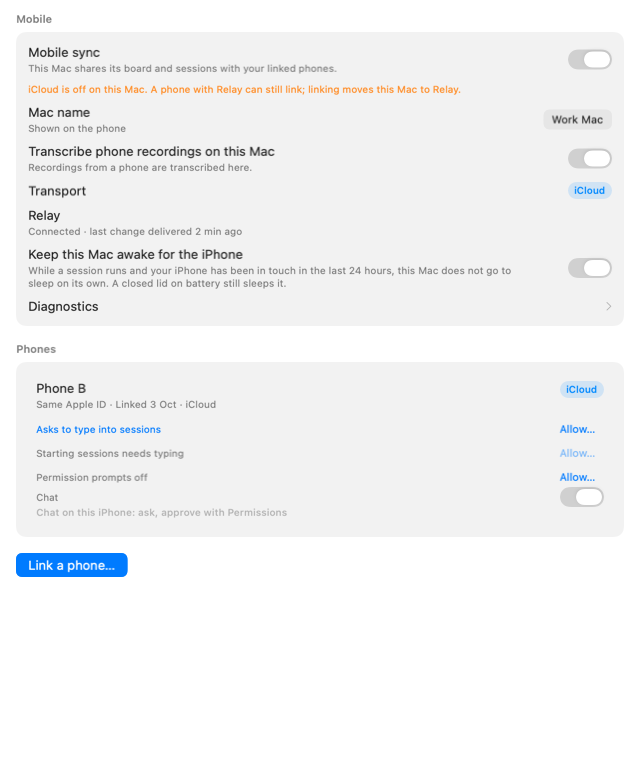 Mobile
Mobile sync
This Mac shares its board and sessions with your linked phones.
iCloud is off on this Mac. A phone with Relay can still link; linking moves this Mac to Relay.
Mac name
Work Mac
Shown on the phone
Transcribe phone recordings on this Mac
Recordings from a phone are transcribed here.
Transport
iCloud
Relay
Connected · last change delivered 2 min ago
Keep this Mac awake for the iPhone
While a session runs and your iPhone has been in touch in the last 24 hours, this Mac does not go to
sleep on its own. A closed lid on battery still sleeps it.
Diagnostics
Phones
Phone B
iCloud
Same Apple ID · Linked 3 Oct · iCloud
Asks to type into sessions
Allow...
Starting sessions needs typing
Allow...
Permission prompts off
Allow...
Chat
Chat on this iPhone: ask, approve with Permissions
Link a phone...